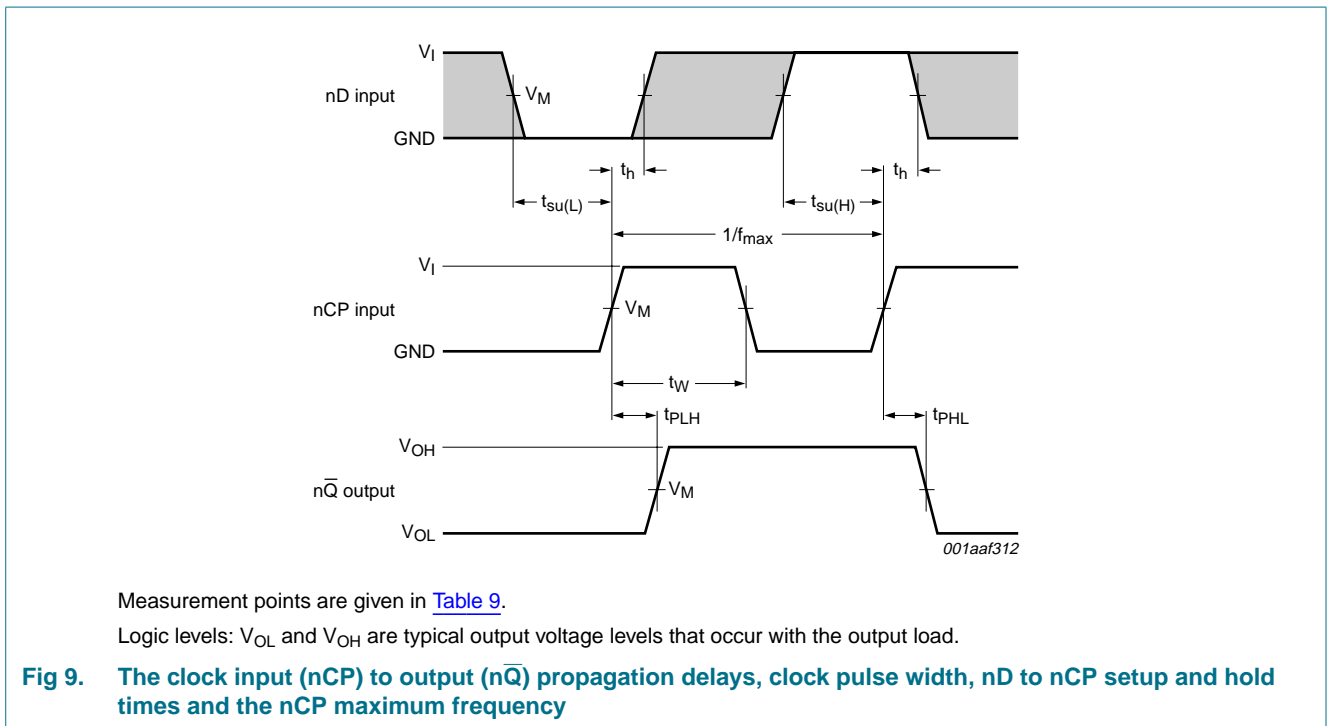 V_I
nD input
V_M
GND
t_h
t_h
t_su(L)
t_su(H)
1/f_max
V_I
nCP input
V_M
GND
t_W
t_PLH
t_PHL
V_OH
nQ̅ output
V_M
V_OL
001aaf312
Measurement points are given in Table 9.
Logic levels: V_OL and V_OH are typical output voltage levels that occur with the output load.
Fig 9. The clock input (nCP) to output (nQ̅) propagation delays, clock pulse width, nD to nCP setup and hold
times and the nCP maximum frequency